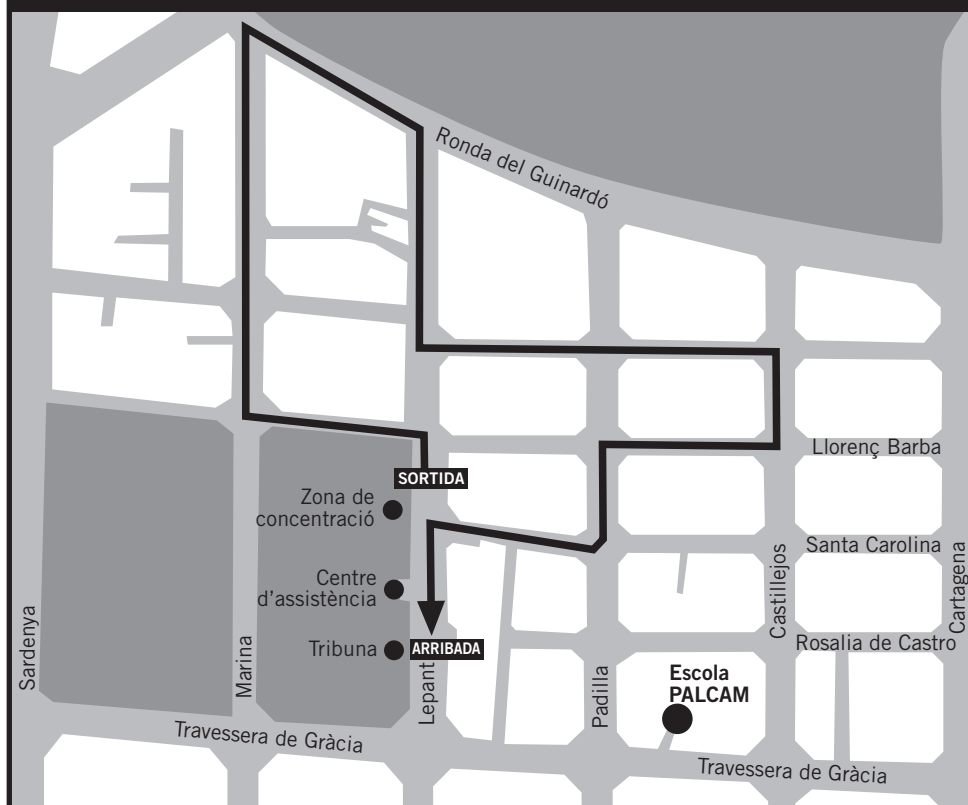 Ronda del Guinardó
Llorenç Barba
SORTIDA
Zona de
concentració
Santa Carolina
Centre
d'assistència
Castillejos
Cartagena
Sardenya
Marina
Tribuna
ARRIBADA
Lepant
Rosalia de Castro
Padilla
Escola
PALCAM
Travessera de Gràcia
Travessera de Gràcia